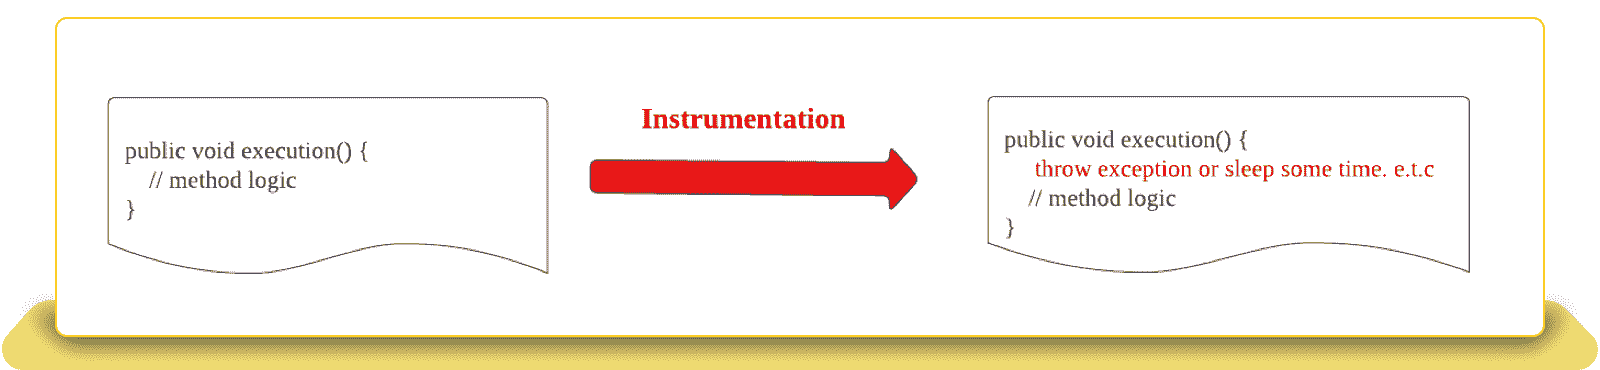 public void execution() {
// method logic
}
Instrumentation
public void execution() {
throw exception or sleep some time. e.t.c
// method logic
}